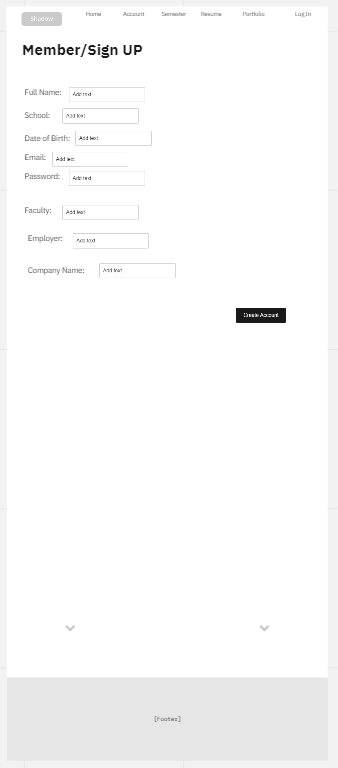 Shadow Home Account Semester Resume Portfolio Log In
Member/Sign UP
Full Name: Add text
School: Add text
Date of Birth: Add text
Email: Add text
Password: Add text
Faculty: Add text
Employer: Add text
Company Name: Add text
Create Account
[Footer]